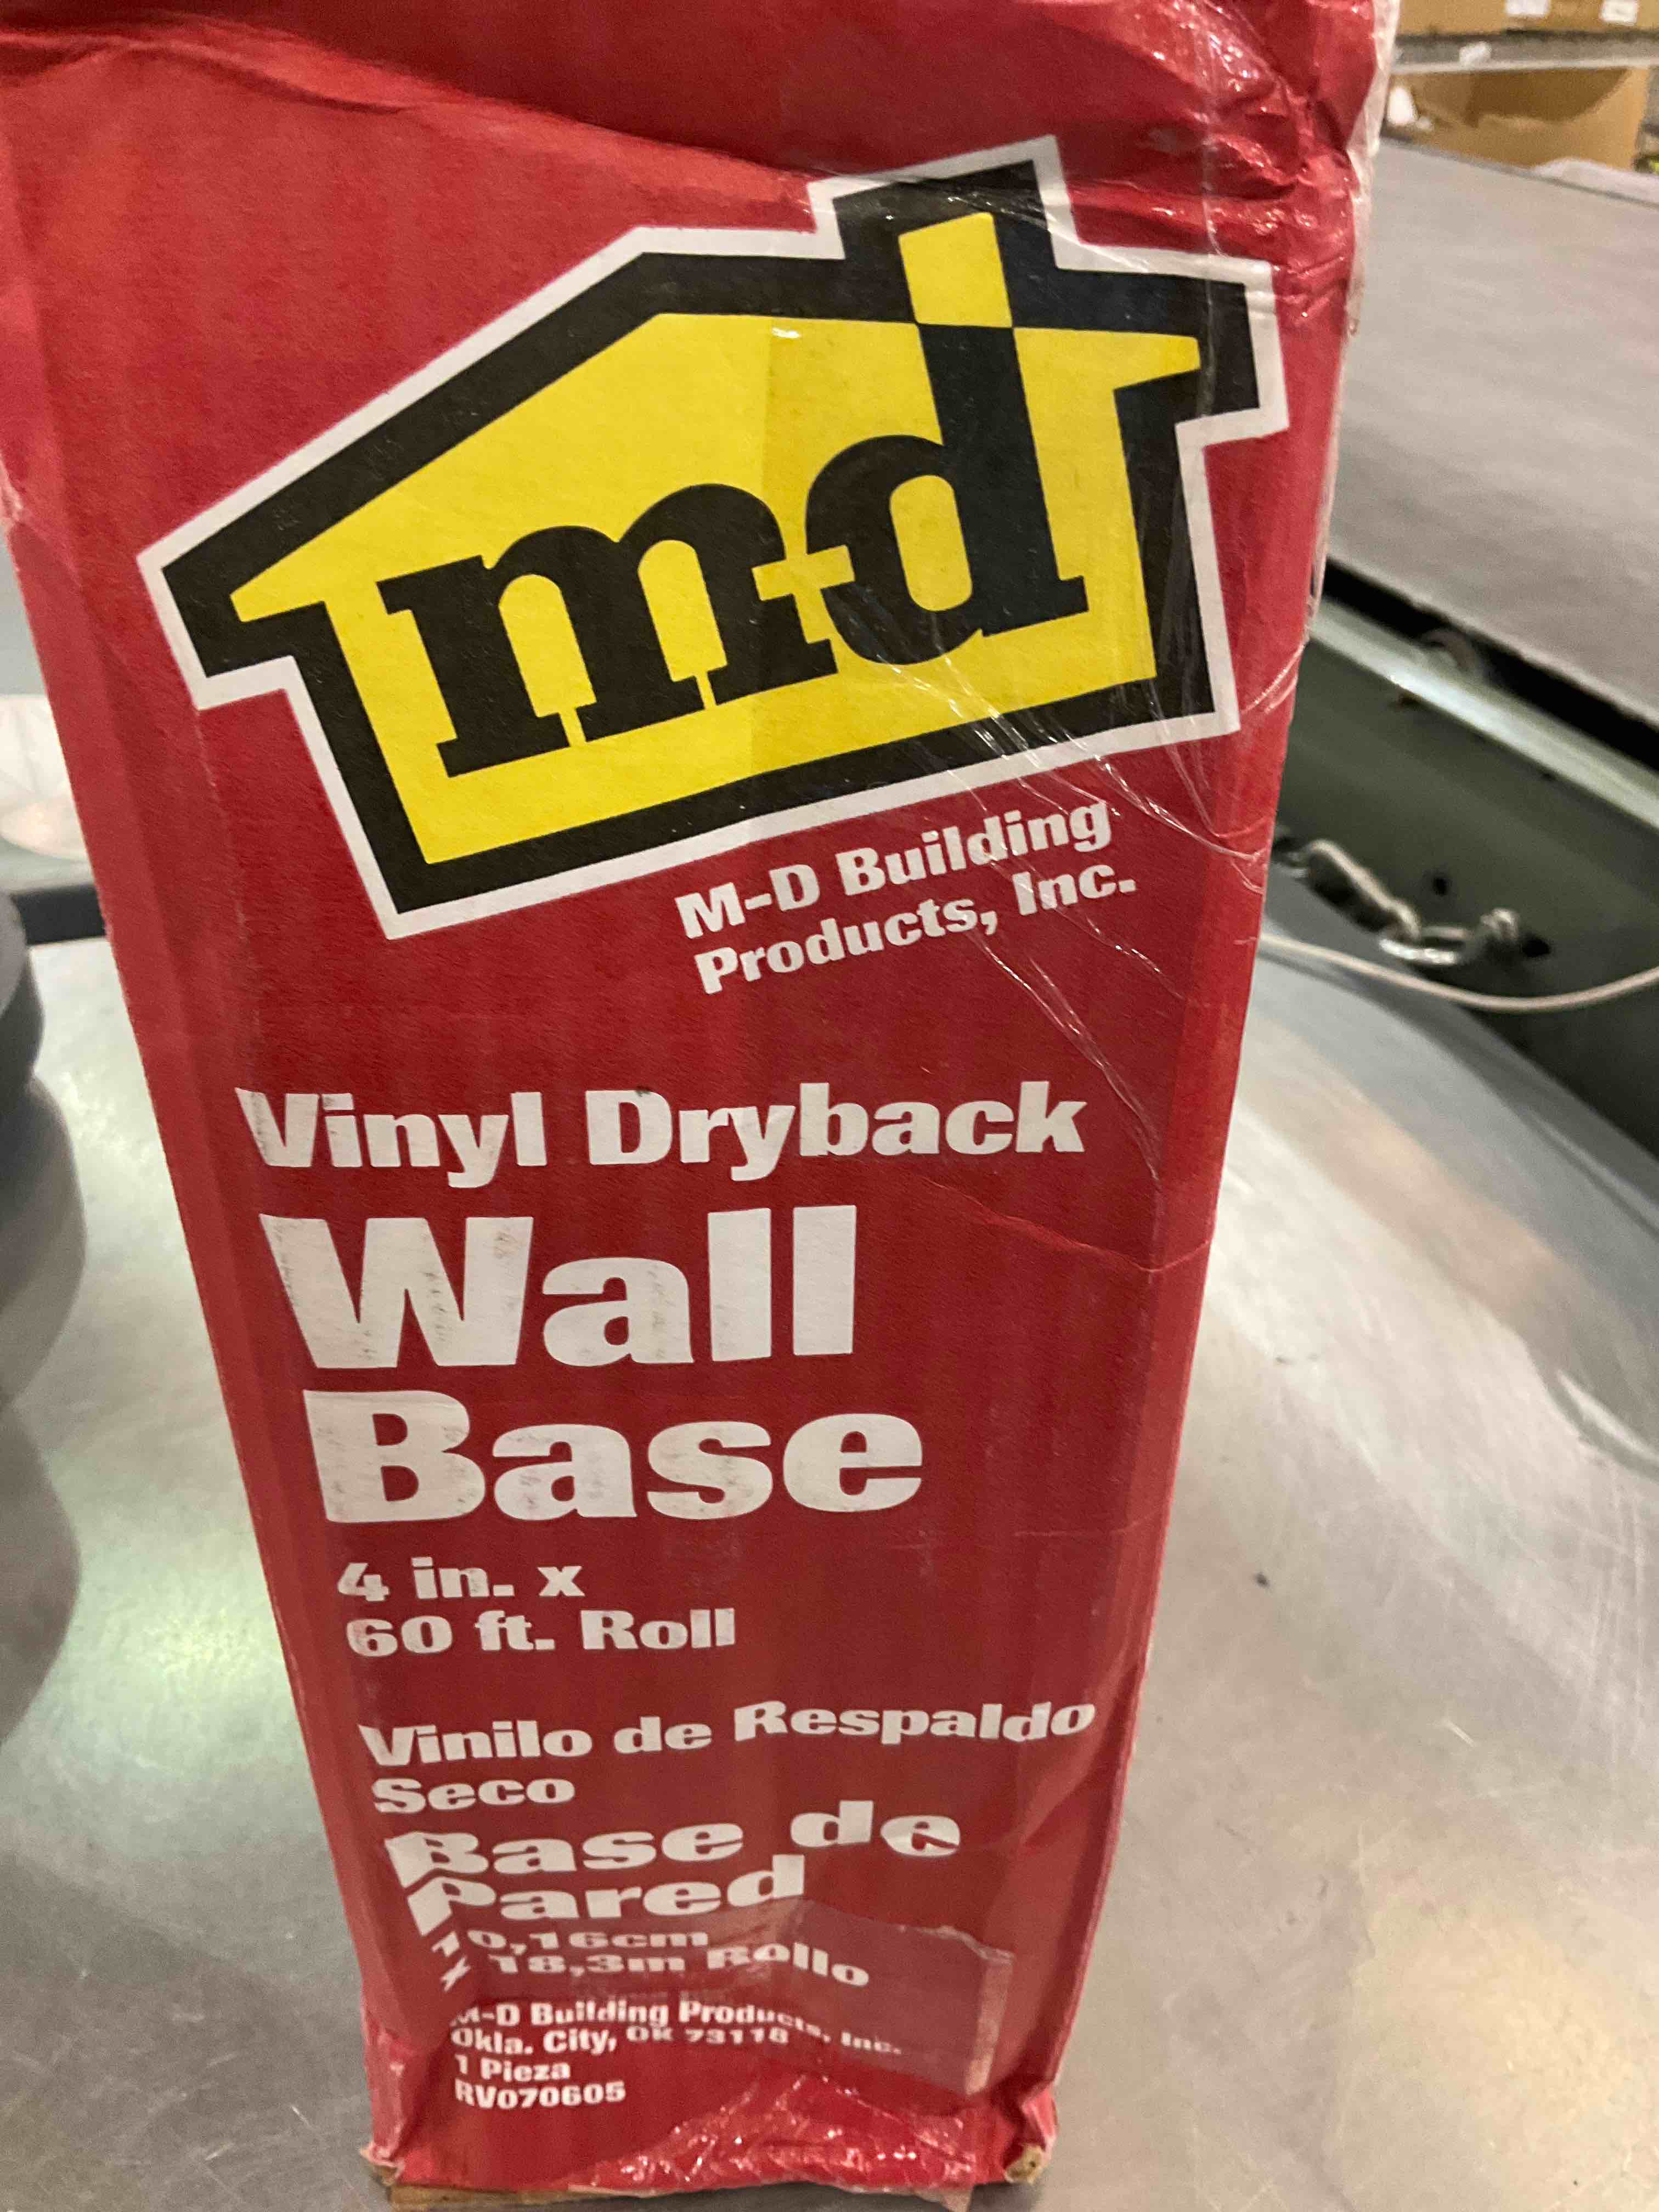 md
M-D Building
Products, Inc.
Vinyl Dryback
Wall
Base
4 in. x
60 ft. Roll
Vinilo de Respaldo
Seco
Base de
Pared
10,16cm
x 18,3m Rollo
M-D Building Products, Inc.
Okla. City, OK 73118
1 Pieza
RV070605